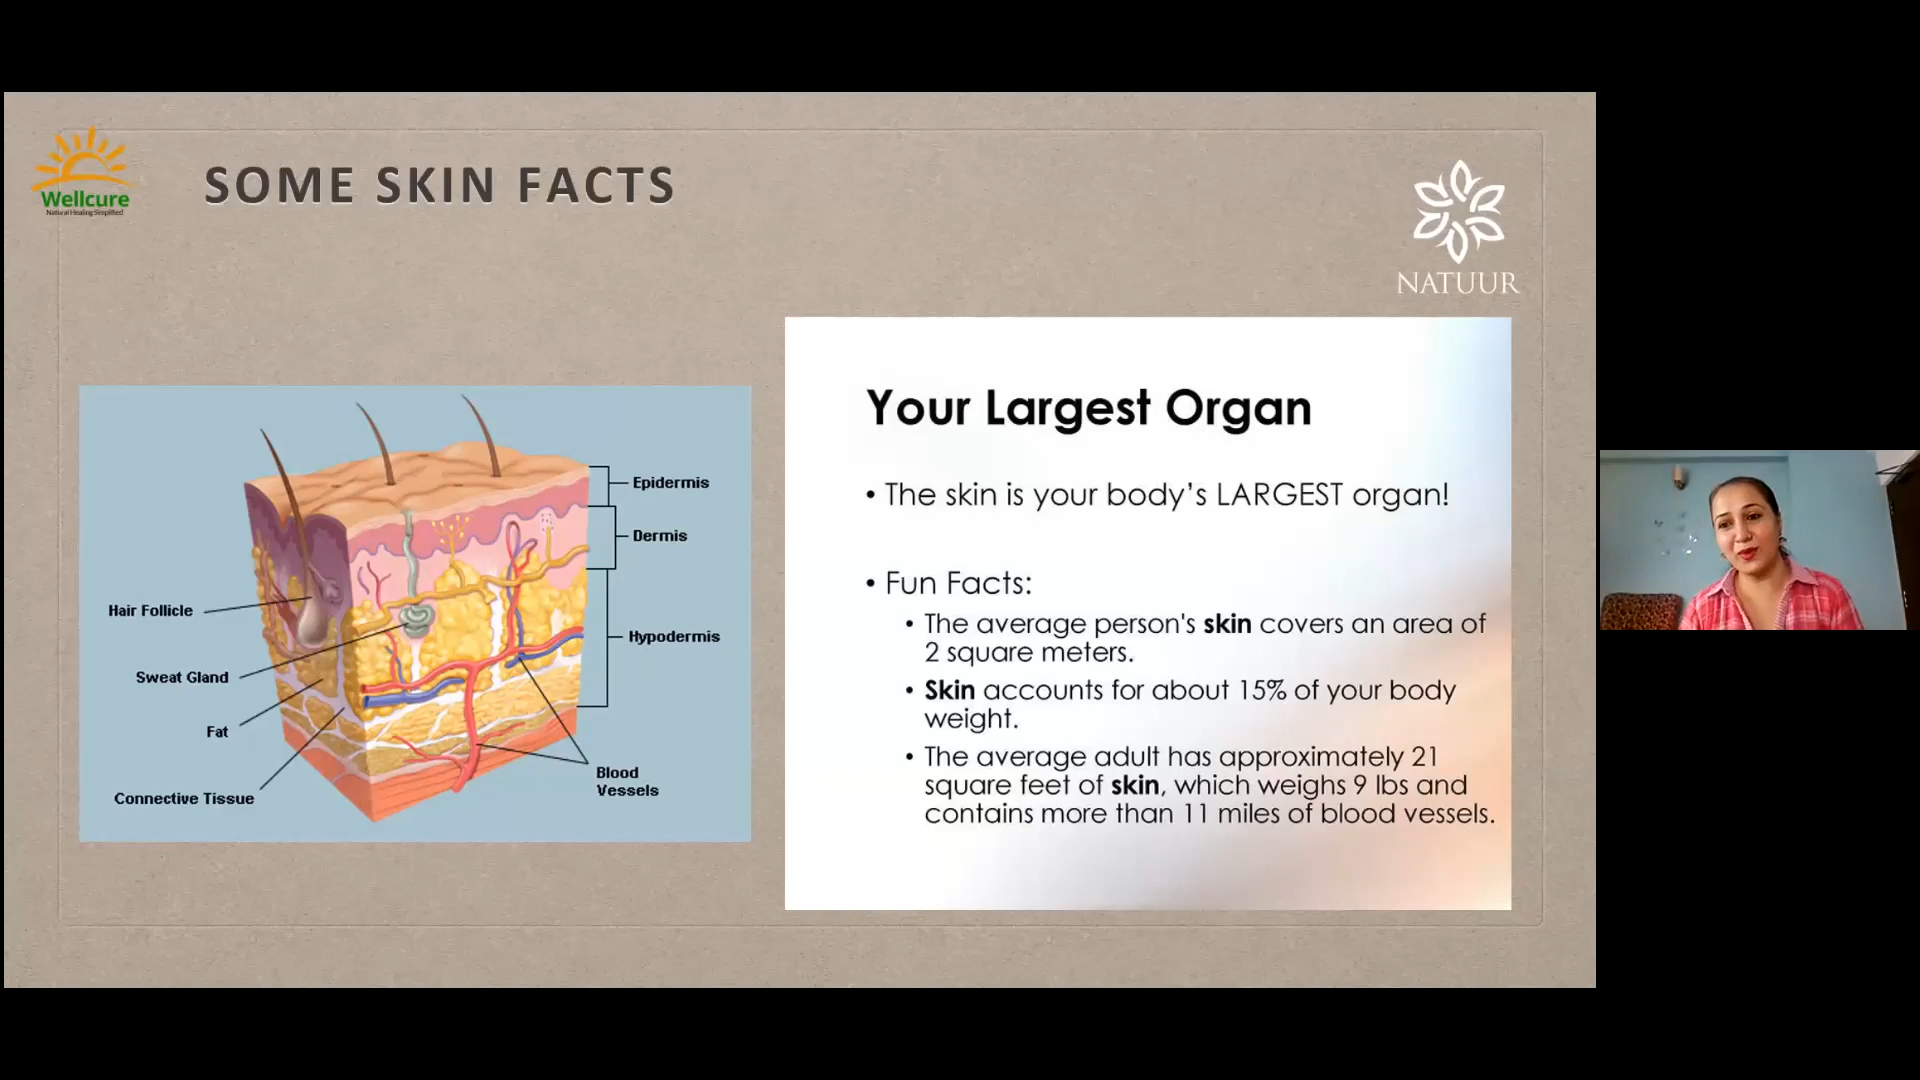 Wellcure
Natural Healing Simplified
SOME SKIN FACTS
NATUUR
Epidermis
Dermis
Hypodermis
Hair Follicle
Sweat Gland
Fat
Connective Tissue
Blood
Vessels
Your Largest Organ
• The skin is your body’s LARGEST organ!
• Fun Facts:
• The average person's skin covers an area of
2 square meters.
• Skin accounts for about 15% of your body
weight.
• The average adult has approximately 21
square feet of skin, which weighs 9 lbs and
contains more than 11 miles of blood vessels.